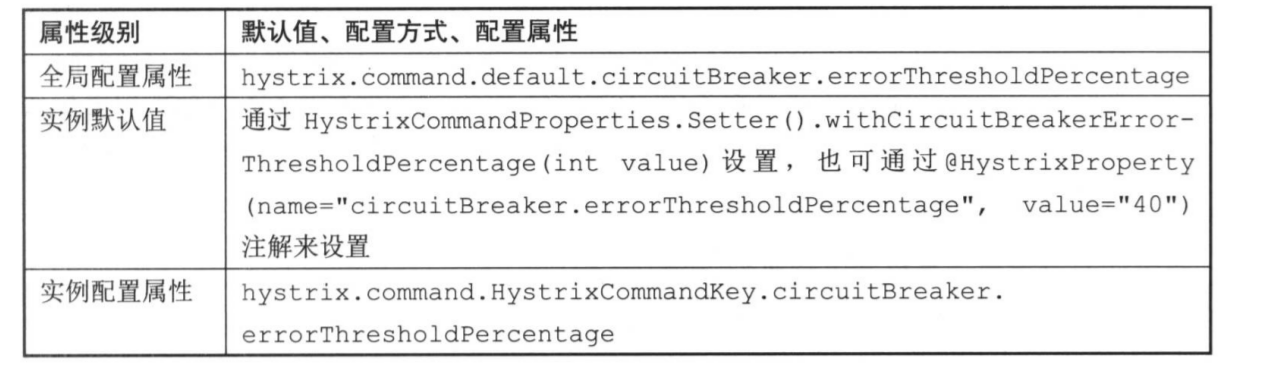 属性级别 默认值、配置方式、配置属性
全局配置属性 hystrix.command.default.circuitBreaker.errorThresholdPercentage
实例默认值 通过 HystrixCommandProperties.Setter().withCircuitBreakerError-
ThresholdPercentage(int value)设置，也可通过@HystrixProperty
(name="circuitBreaker.errorThresholdPercentage", value="40")
注解来设置
实例配置属性 hystrix.command.HystrixCommandKey.circuitBreaker.
errorThresholdPercentage